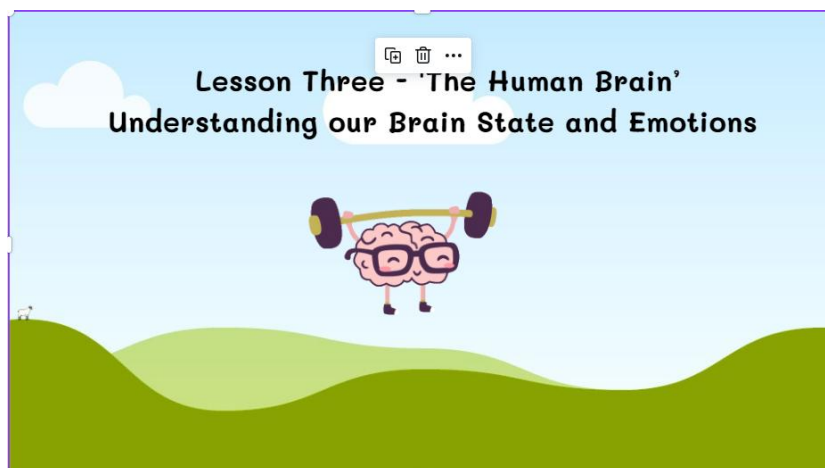 Lesson Three - 'The Human Brain'
Understanding our Brain State and Emotions